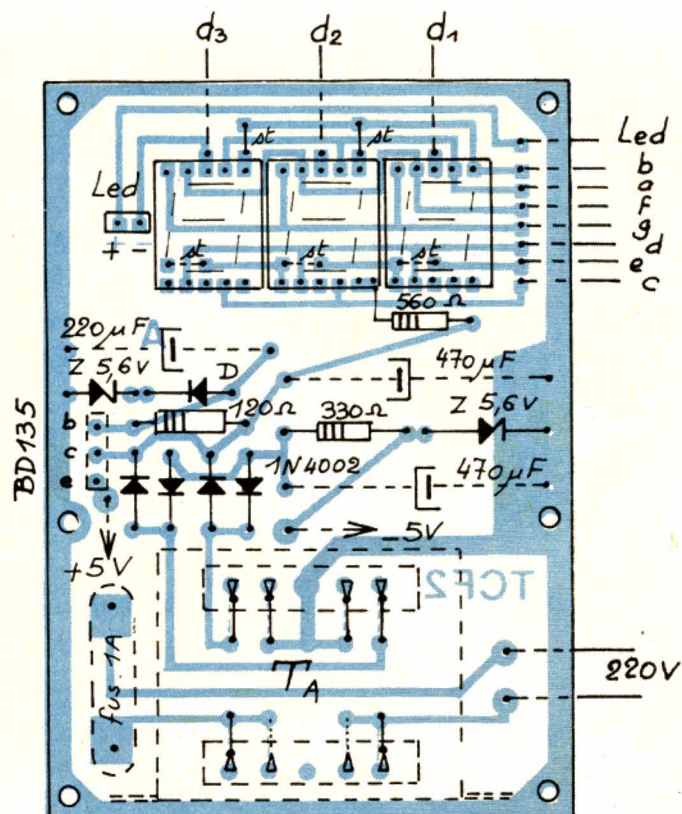 d3 d2 d1
st st
Led
b
a
f
g
d
e
c
Led
+ -
st st st
560 Ω
220 µF
A
Z 5,6V
D
470 µF
b
120 Ω
330 Ω
Z 5,6V
c
1N4002
470 µF
e
BD135
+5V
-5V
TCF2
fus. 1A
TA
220V